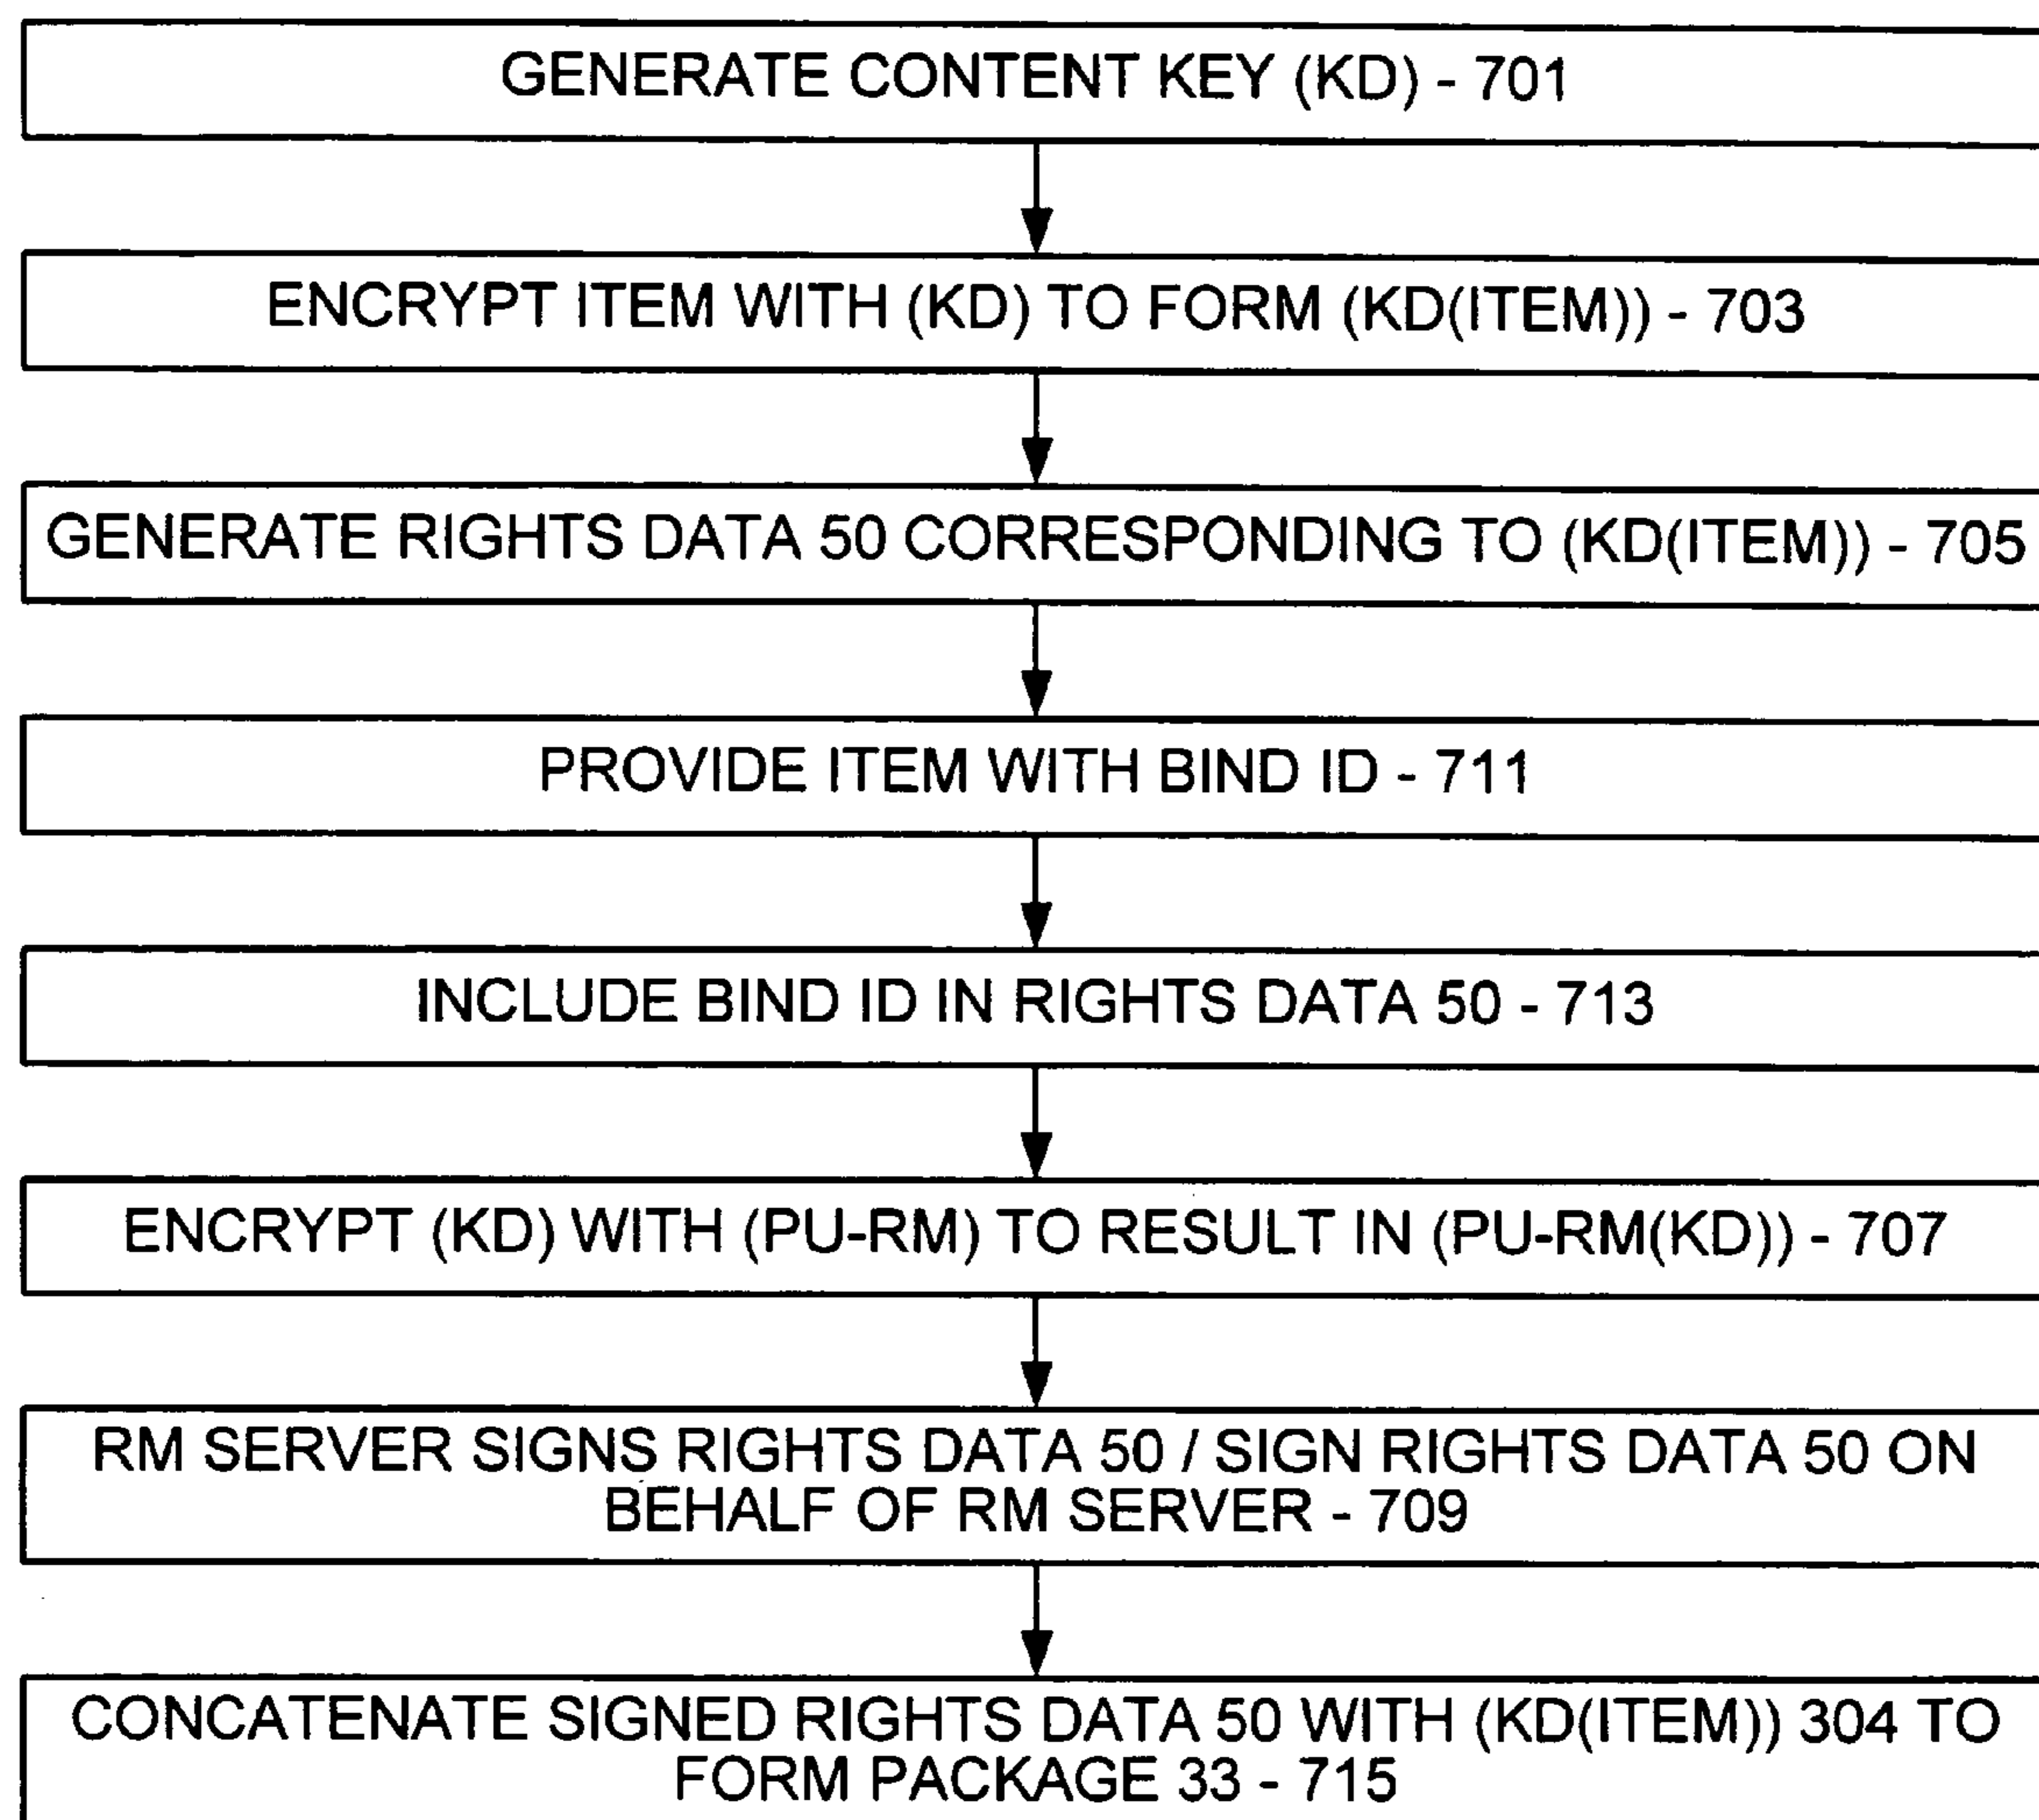 GENERATE CONTENT KEY (KD) - 701
ENCRYPT ITEM WITH (KD) TO FORM (KD(ITEM)) - 703
GENERATE RIGHTS DATA 50 CORRESPONDING TO (KD(ITEM)) - 705
PROVIDE ITEM WITH BIND ID - 711
INCLUDE BIND ID IN RIGHTS DATA 50 - 713
ENCRYPT (KD) WITH (PU-RM) TO RESULT IN (PU-RM(KD)) - 707
RM SERVER SIGNS RIGHTS DATA 50 / SIGN RIGHTS DATA 50 ON
BEHALF OF RM SERVER - 709
CONCATENATE SIGNED RIGHTS DATA 50 WITH (KD(ITEM)) 304 TO
FORM PACKAGE 33 - 715